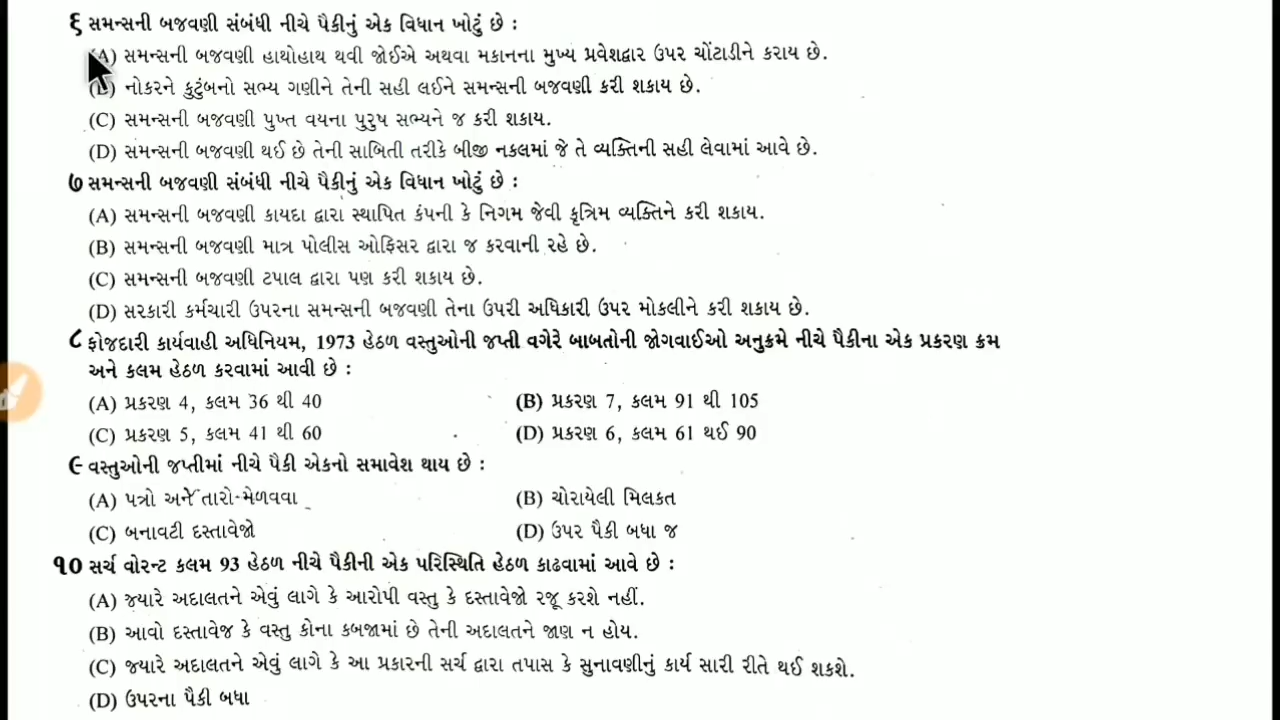 ૬ સમન્સની બજવણી સંબંધી નીચે પૈકીનું એક વિધાન ખોટું છે :
(A) સમન્સની બજવણી હાથોહાથ થવી જોઈએ અથવા મકાનના મુખ્ય પ્રવેશદ્વાર ઉપર ચોંટાડીને કરાય છે.
(B) નોકરને કુટુંબનો સભ્ય ગણીને તેની સહી લઈને સમન્સની બજવણી કરી શકાય છે.
(C) સમન્સની બજવણી પુખ્ત વયના પુરુષ સભ્યને જ કરી શકાય.
(D) સમન્સની બજવણી થઈ છે તેની સાબિતી તરીકે બીજી નકલમાં જે તે વ્યક્તિની સહી લેવામાં આવે છે.
૭ સમન્સની બજવણી સંબંધી નીચે પૈકીનું એક વિધાન ખોટું છે :
(A) સમન્સની બજવણી કાયદા દ્વારા સ્થાપિત કંપની કે નિગમ જેવી કૃત્રિમ વ્યક્તિને કરી શકાય.
(B) સમન્સની બજવણી માત્ર પોલીસ ઓફિસર દ્વારા જ કરવાની રહે છે.
(C) સમન્સની બજવણી ટપાલ દ્વારા પણ કરી શકાય છે.
(D) સરકારી કર્મચારી ઉપરના સમન્સની બજવણી તેના ઉપરી અધિકારી ઉપર મોકલીને કરી શકાય છે.
૮ ફોજદારી કાર્યવાહી અધિનિયમ, 1973 હેઠળ વસ્તુઓની જપ્તી વગેરે બાબતોની જોગવાઈઓ અનુક્રમે નીચે પૈકીના એક પ્રકરણ ક્રમ
અને કલમ હેઠળ કરવામાં આવી છે :
(A) પ્રકરણ 4, કલમ 36 થી 40 (B) પ્રકરણ 7, કલમ 91 થી 105
(C) પ્રકરણ 5, કલમ 41 થી 60 (D) પ્રકરણ 6, કલમ 61 થઈ 90
૯ વસ્તુઓની જપ્તીમાં નીચે પૈકી એકનો સમાવેશ થાય છે :
(A) પત્રો અને તારો-મેળવવા (B) ચોરાયેલી મિલકત
(C) બનાવટી દસ્તાવેજો (D) ઉપર પૈકી બધા જ
૧૦ સર્ચ વોરન્ટ કલમ 93 હેઠળ નીચે પૈકીની એક પરિસ્થિતિ હેઠળ કાઢવામાં આવે છે :
(A) જ્યારે અદાલતને એવું લાગે કે આરોપી વસ્તુ કે દસ્તાવેજો રજૂ કરશે નહીં.
(B) આવો દસ્તાવેજ કે વસ્તુ કોના કબજામાં છે તેની અદાલતને જાણ ન હોય.
(C) જ્યારે અદાલતને એવું લાગે કે આ પ્રકારની સર્ચ દ્વારા તપાસ કે સુનાવણીનું કાર્ય સારી રીતે થઈ શકશે.
(D) ઉપરના પૈકી બધા